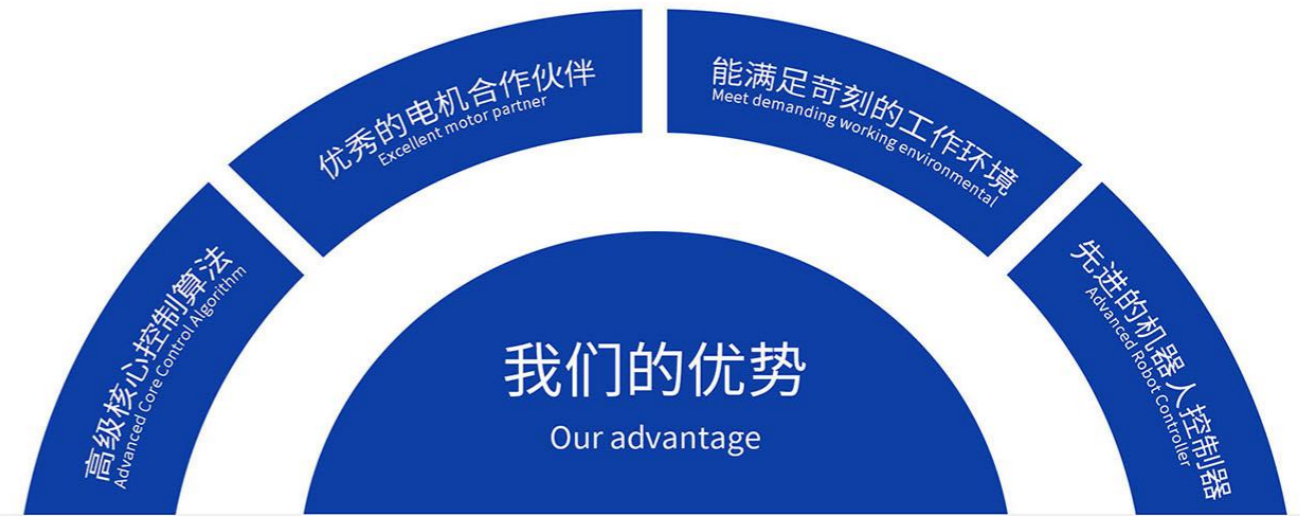 高级核心控制算法
Advanced Core Control Algorithm
优秀的电机合作伙伴
Excellent motor partner
能满足苛刻的工作环境
Meet demanding working environmental
先进的机器人控制器
Advanced Robot Controller
我们的优势
Our advantage